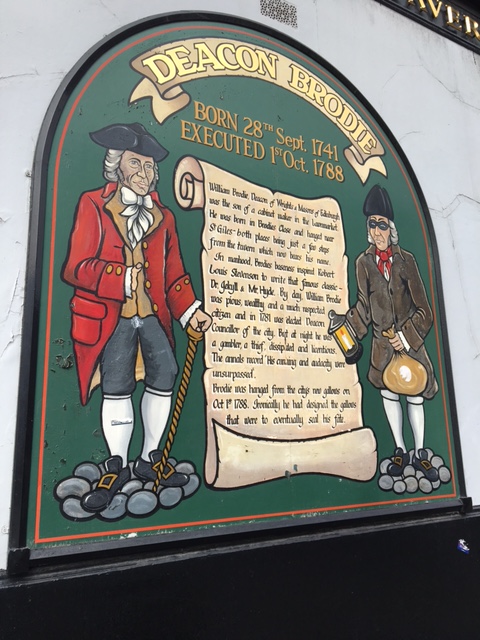 AVER
DEACON BRODIE
BORN 28TH Sept. 1741
EXECUTED 1ST Oct. 1788
William Brodie, Deacon of Wrights & Masons of Edinburgh
was the son of a cabinet maker in the Lawnmarket.
He was born in Brodies Close and hanged near
St Giles - both places being just a few steps
from the tavern which now bears his name.
In manhood, Brodies baseness inspired Robert
Louis Stevenson to write that famous classic -
Dr. Jekyll & Mr. Hyde. By day, William Brodie
was pious, wealthy and a much respected
citizen and in 1781 was elected Deacon
Councillor of the city. But at night he was
a gambler, a thief, dissipated and licentious.
The annals record 'His cunning and audacity were
unsurpassed'.
Brodie was hanged from the city's new gallows on,
Oct 1st 1788. Ironically he had designed the gallows
that were to eventually seal his fate.